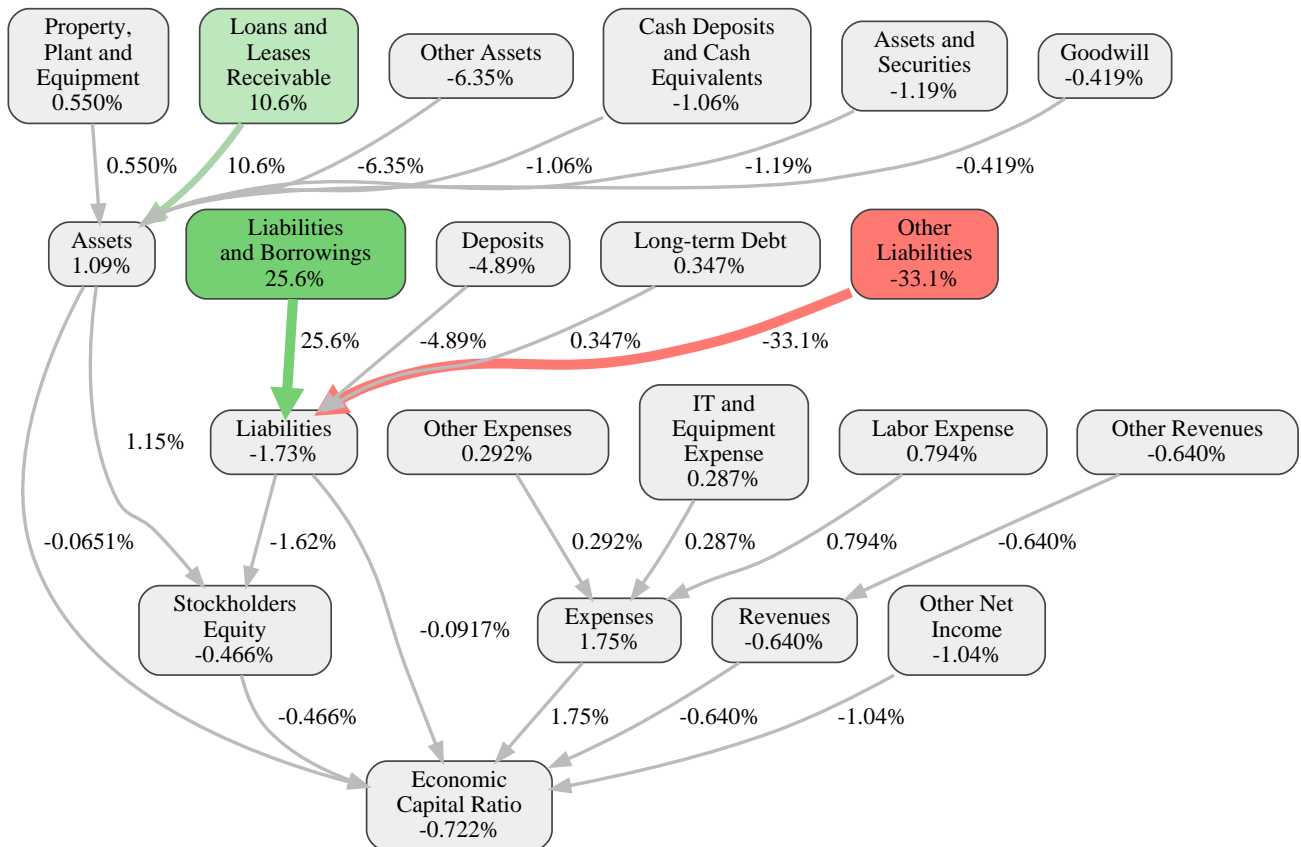 Property,
Plant and
Equipment
0.550%
Loans and
Leases
Receivable
10.6%
Other Assets
-6.35%
Cash Deposits
and Cash
Equivalents
-1.06%
Assets and
Securities
-1.19%
Goodwill
-0.419%
0.550%
10.6%
-6.35%
-1.06%
-1.19%
-0.419%
Assets
1.09%
Liabilities
and Borrowings
25.6%
Deposits
-4.89%
Long-term Debt
0.347%
Other
Liabilities
-33.1%
25.6%
-4.89%
0.347%
-33.1%
1.15%
Liabilities
-1.73%
Other Expenses
0.292%
IT and
Equipment
Expense
0.287%
Labor Expense
0.794%
Other Revenues
-0.640%
-0.0651%
-1.62%
0.292%
0.287%
0.794%
-0.640%
Stockholders
Equity
-0.466%
-0.0917%
Expenses
1.75%
Revenues
-0.640%
Other Net
Income
-1.04%
-0.466%
1.75%
-0.640%
-1.04%
Economic
Capital Ratio
-0.722%